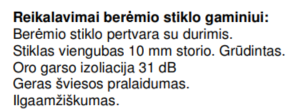 Reikalavimai berėmio stiklo gaminiui:
Berėmio stiklo pertvara su durimis.
Stiklas viengubas 10 mm storio. Grūdintas.
Oro garso izoliacija 31 dB
Geras šviesos pralaidumas.
Ilgaamžiškumas.